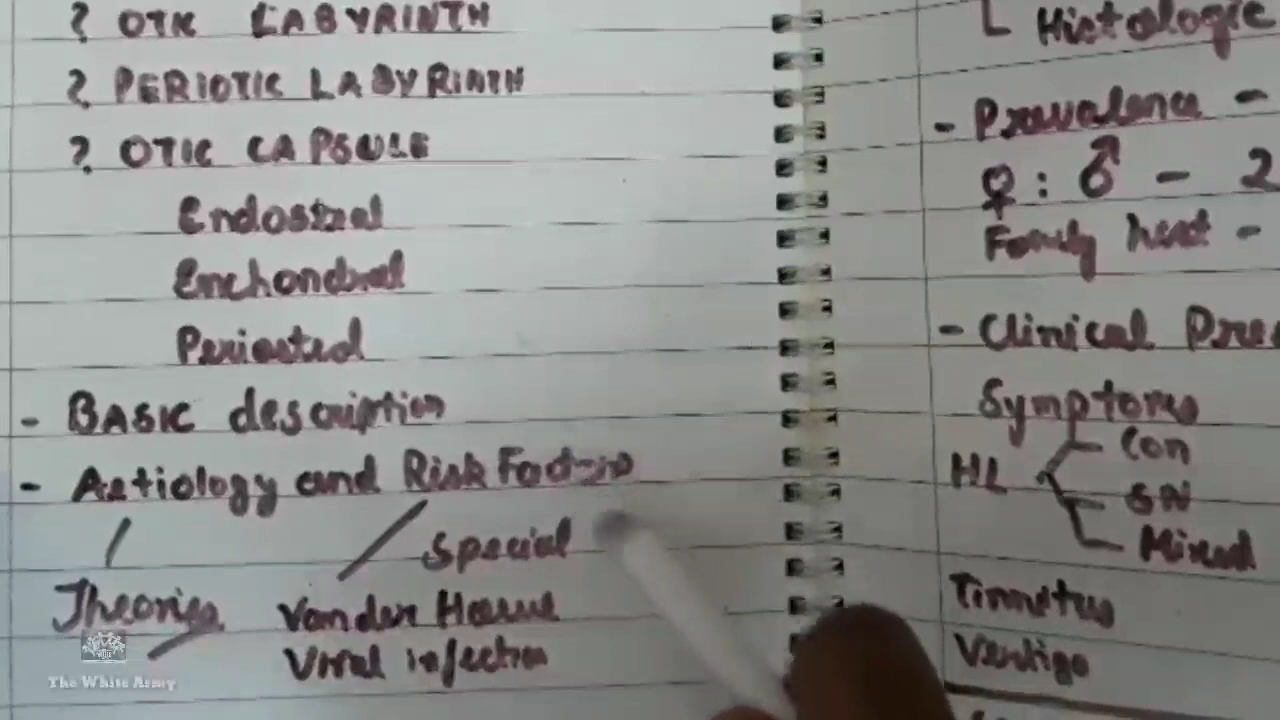 ? OTIC LABYRINTH
? PERIOTIC LABYRINTH
? OTIC CAPSULE
Endosteal
Enchondral
Periosteal
- BASIC description
- Aetiology and Risk Factors
Special
Theories Van der Hoeve
Viral infection
The White Army
L Histologic
- Prevalence -
♀ : ♂ - 2
Family hist -
- Clinical Pre
Symptoms
HL Con
SN
Mixed
Tinnitus
Vertigo